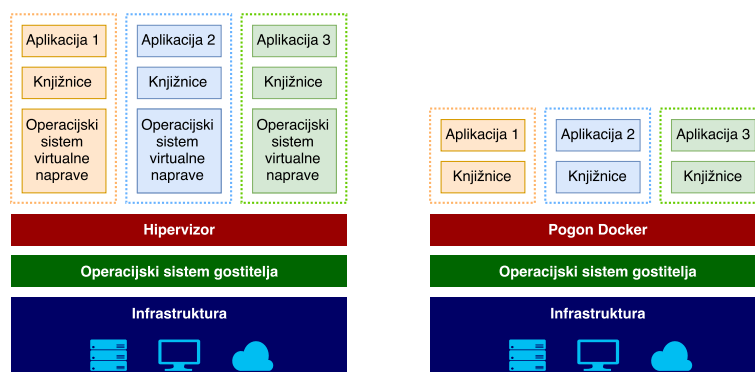 Aplikacija 1
Knjižnice
Operacijski
sistem
virtualne
naprave
Aplikacija 2
Knjižnice
Operacijski
sistem
virtualne
naprave
Aplikacija 3
Knjižnice
Operacijski
sistem
virtualne
naprave
Hipervizor
Operacijski sistem gostitelja
Infrastruktura
Aplikacija 1
Knjižnice
Aplikacija 2
Knjižnice
Aplikacija 3
Knjižnice
Pogon Docker
Operacijski sistem gostitelja
Infrastruktura